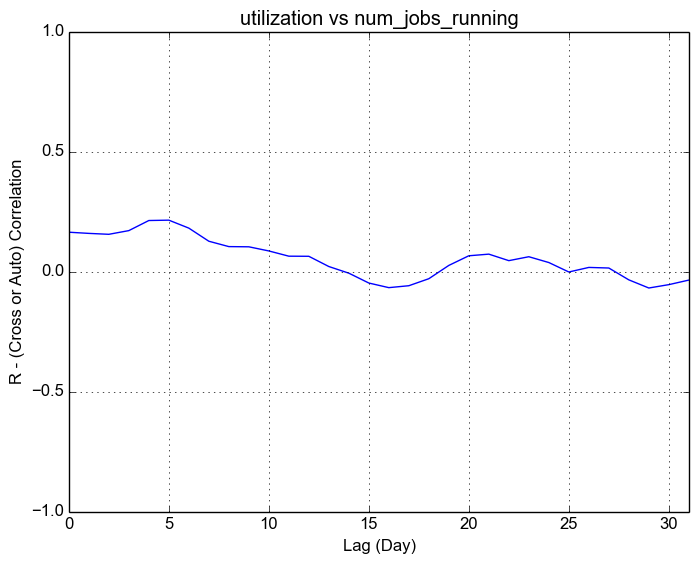 utilization vs num_jobs_running
1.0
0.5
0.0
−0.5
−1.0
R - (Cross or Auto) Correlation
0 5 10 15 20 25 30
Lag (Day)